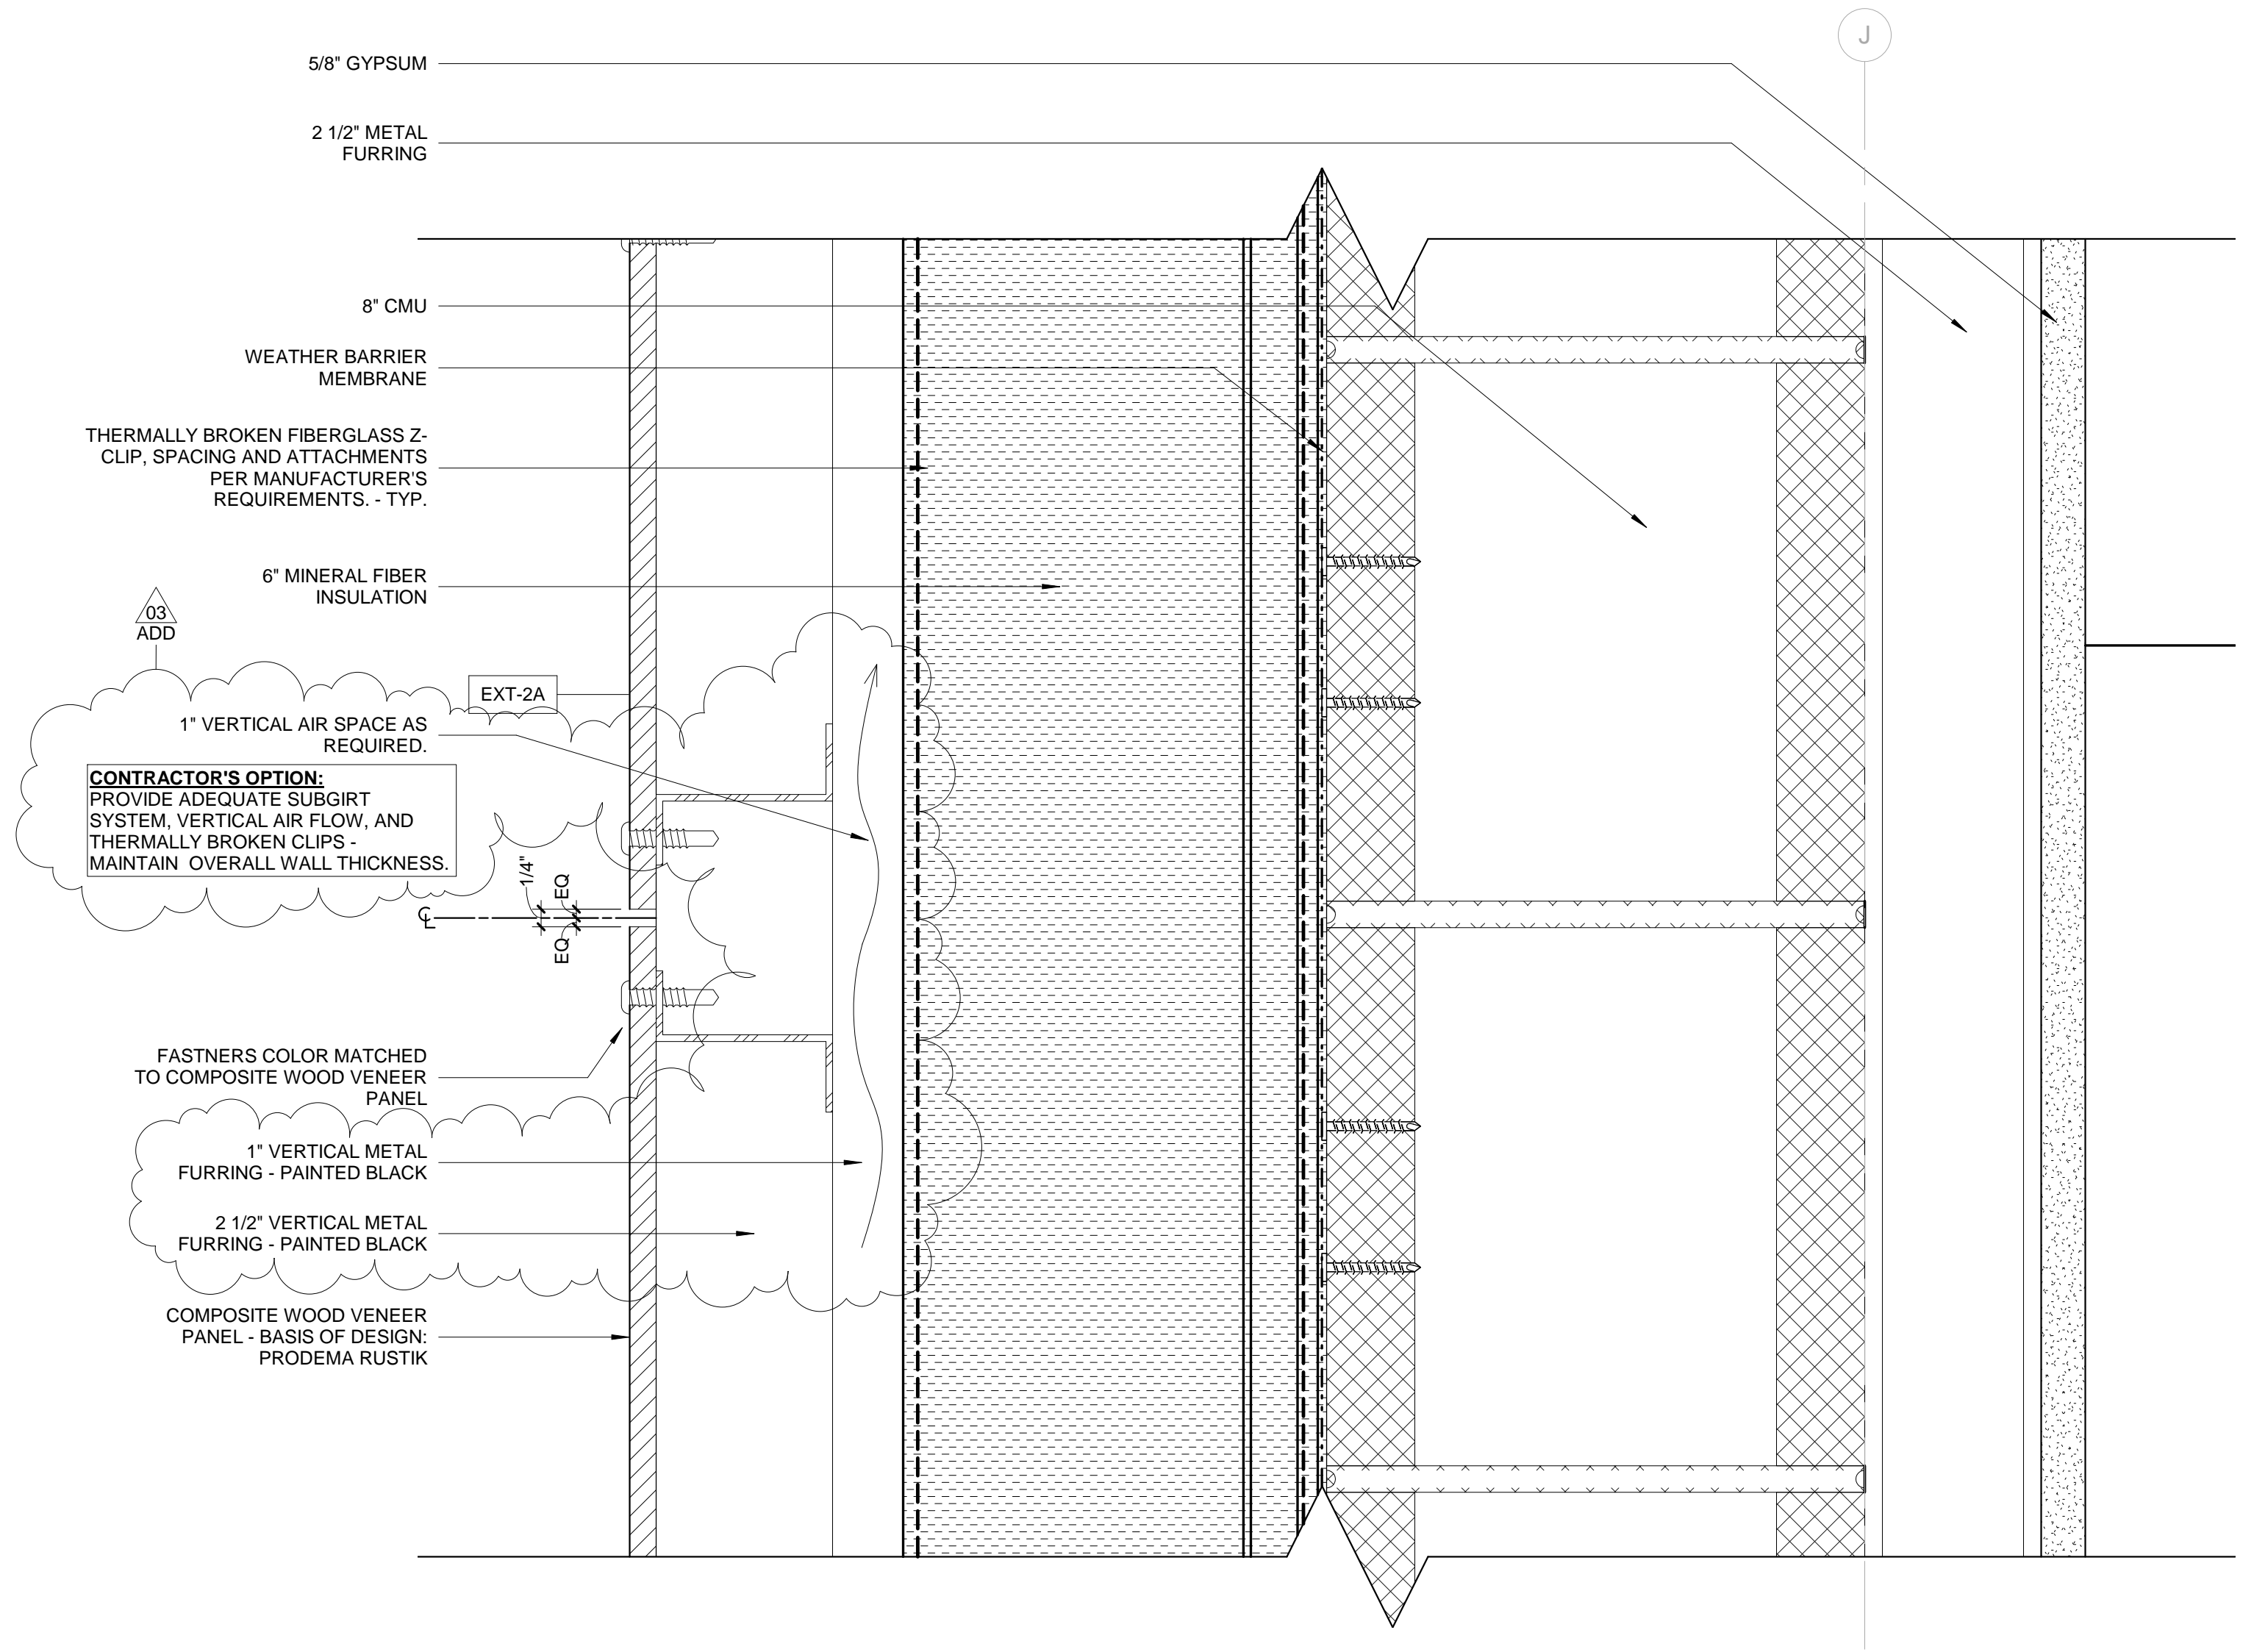 J
5/8" GYPSUM
2 1/2" METAL
FURRING
8" CMU
WEATHER BARRIER
MEMBRANE
THERMALLY BROKEN FIBERGLASS Z-
CLIP, SPACING AND ATTACHMENTS
PER MANUFACTURER'S
REQUIREMENTS. - TYP.
6" MINERAL FIBER
INSULATION
03
ADD
EXT-2A
1" VERTICAL AIR SPACE AS
REQUIRED.
CONTRACTOR'S OPTION:
PROVIDE ADEQUATE SUBGIRT
SYSTEM, VERTICAL AIR FLOW, AND
THERMALLY BROKEN CLIPS -
MAINTAIN OVERALL WALL THICKNESS.
1/4"
EQ
EQ
℄
FASTNERS COLOR MATCHED
TO COMPOSITE WOOD VENEER
PANEL
1" VERTICAL METAL
FURRING - PAINTED BLACK
2 1/2" VERTICAL METAL
FURRING - PAINTED BLACK
COMPOSITE WOOD VENEER
PANEL - BASIS OF DESIGN:
PRODEMA RUSTIK